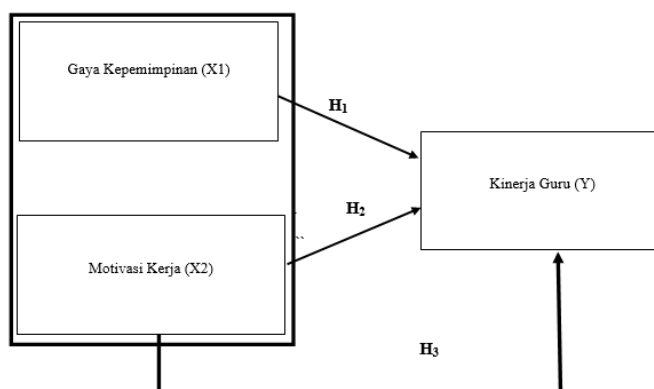 Gaya Kepemimpinan (X1)
H1
Kinerja Guru (Y)
H2
Motivasi Kerja (X2)
H3